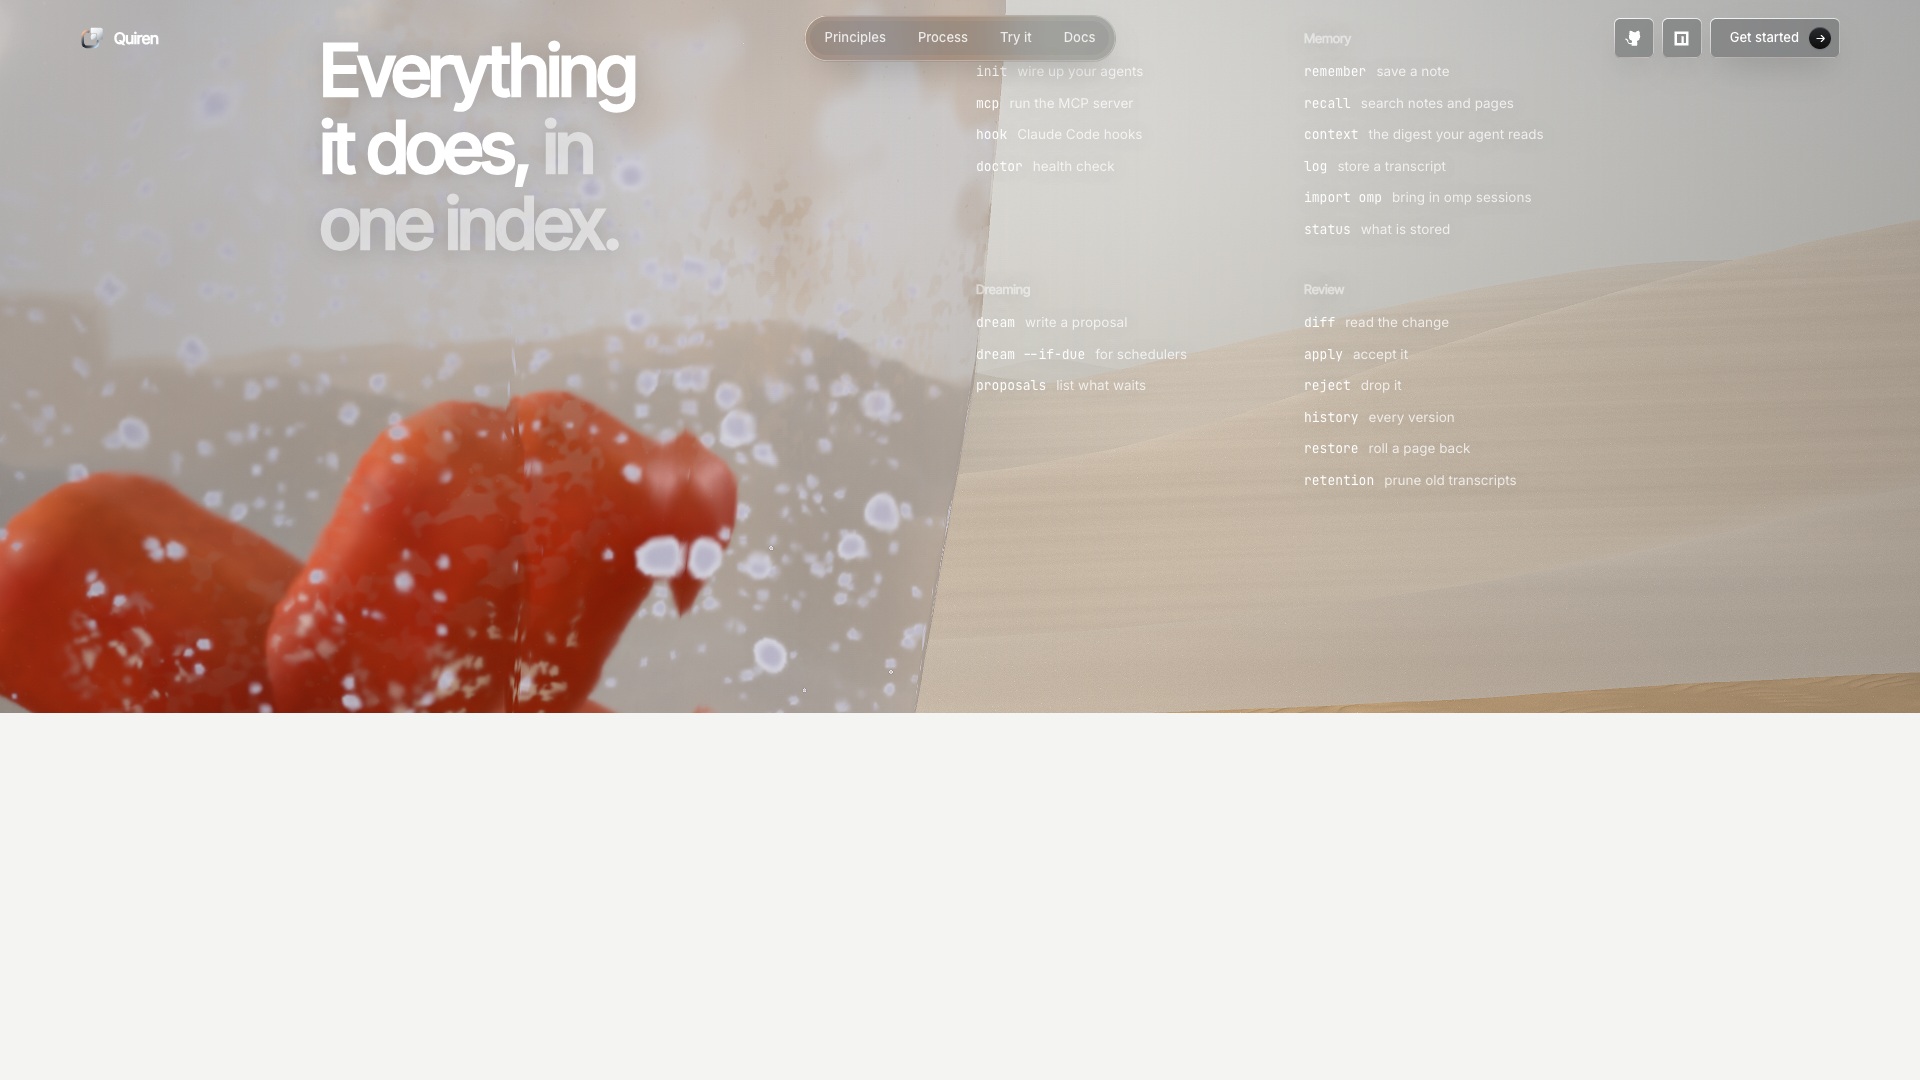 Quiren
Principles
Process
Try it
Docs
Get started
Everything
it does, in
one index.
init wire up your agents
mcp run the MCP server
hook Claude Code hooks
doctor health check
Memory
remember save a note
recall search notes and pages
context the digest your agent reads
log store a transcript
import omp bring in omp sessions
status what is stored
Dreaming
dream write a proposal
dream --if-due for schedulers
proposals list what waits
Review
diff read the change
apply accept it
reject drop it
history every version
restore roll a page back
retention prune old transcripts